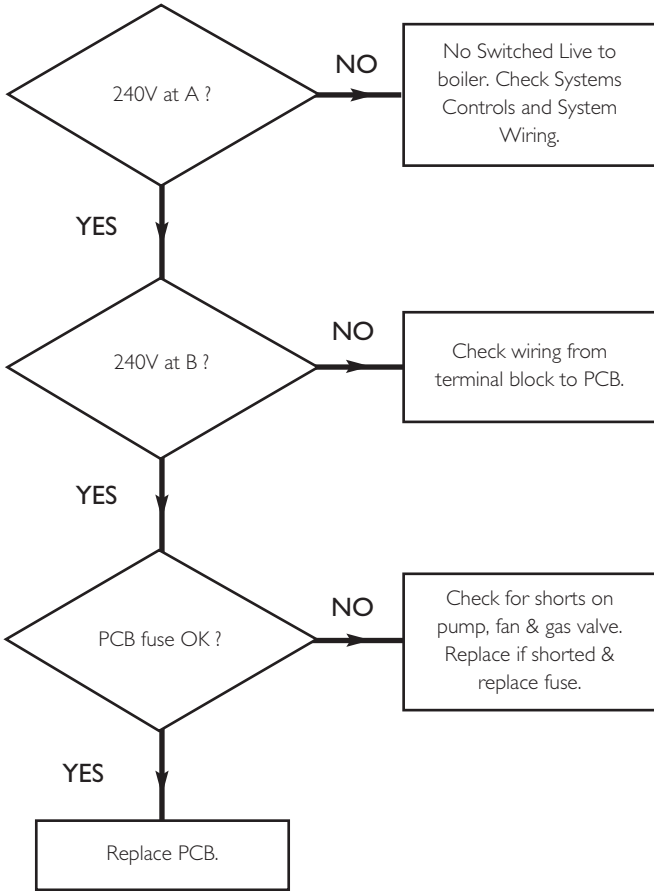 240V at A ?
NO
No Switched Live to
boiler. Check Systems
Controls and System
Wiring.
YES
240V at B ?
NO
Check wiring from
terminal block to PCB.
YES
PCB fuse OK ?
NO
Check for shorts on
pump, fan & gas valve.
Replace if shorted &
replace fuse.
YES
Replace PCB.